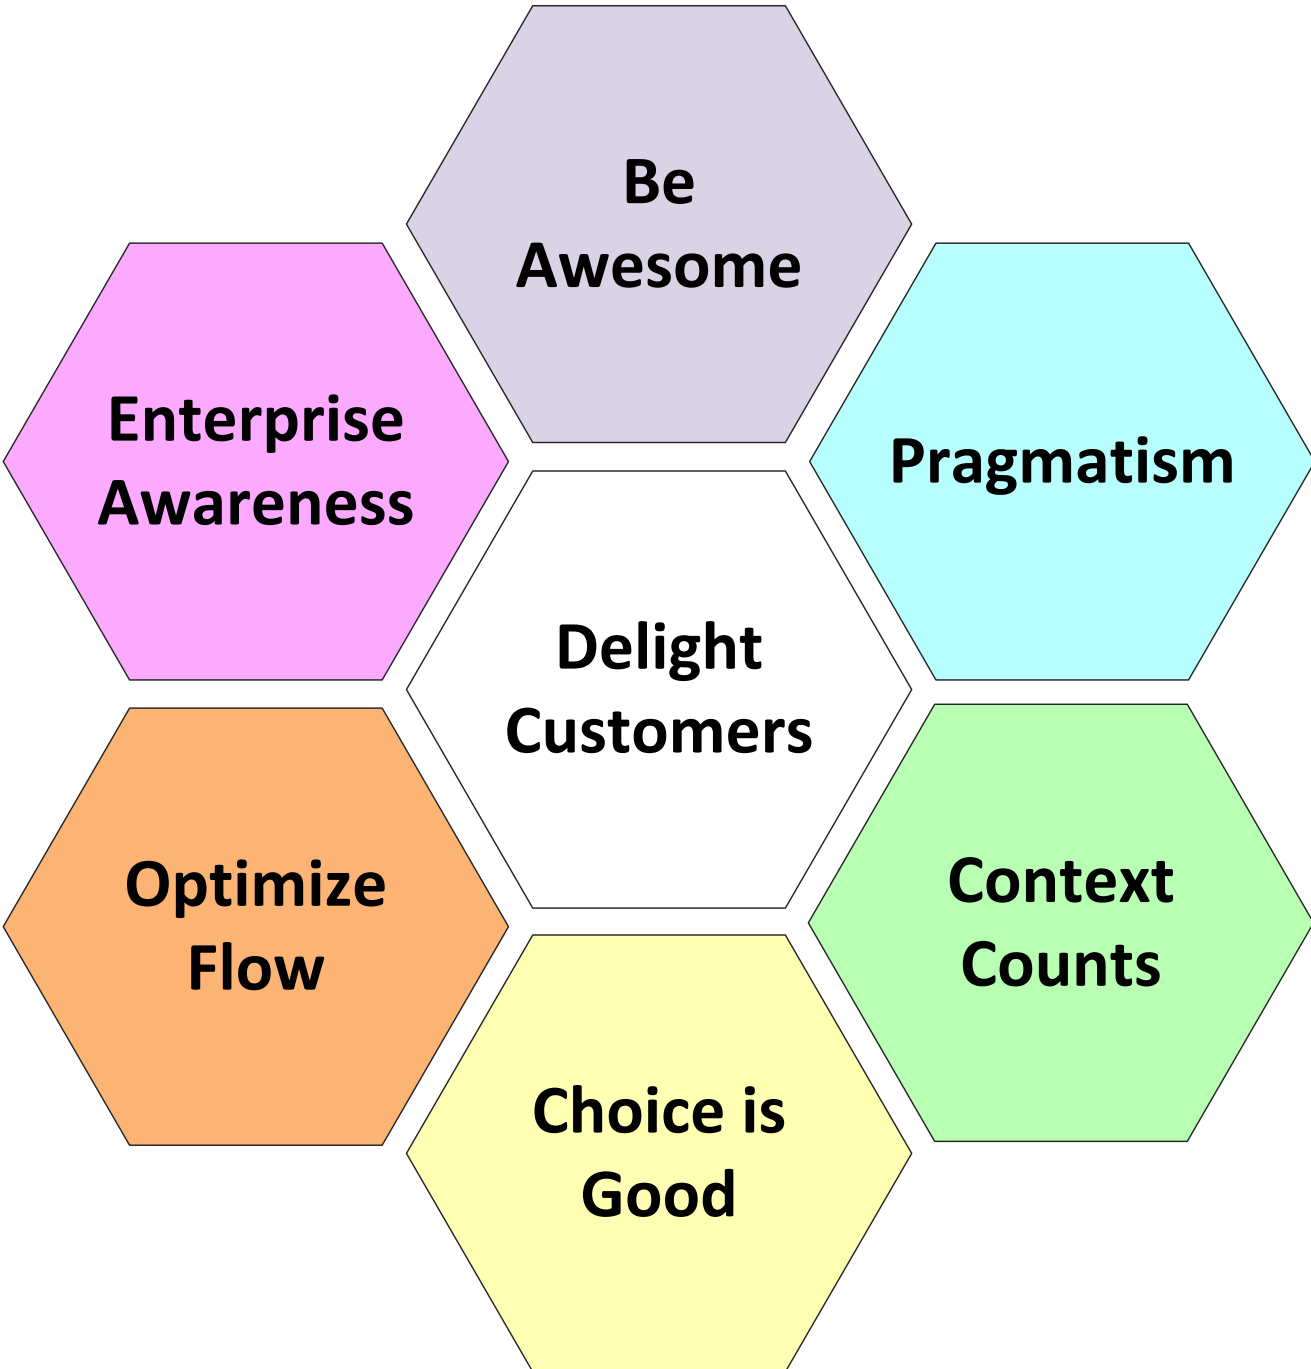 Be
Awesome
Enterprise
Awareness
Pragmatism
Delight
Customers
Optimize
Flow
Context
Counts
Choice is
Good